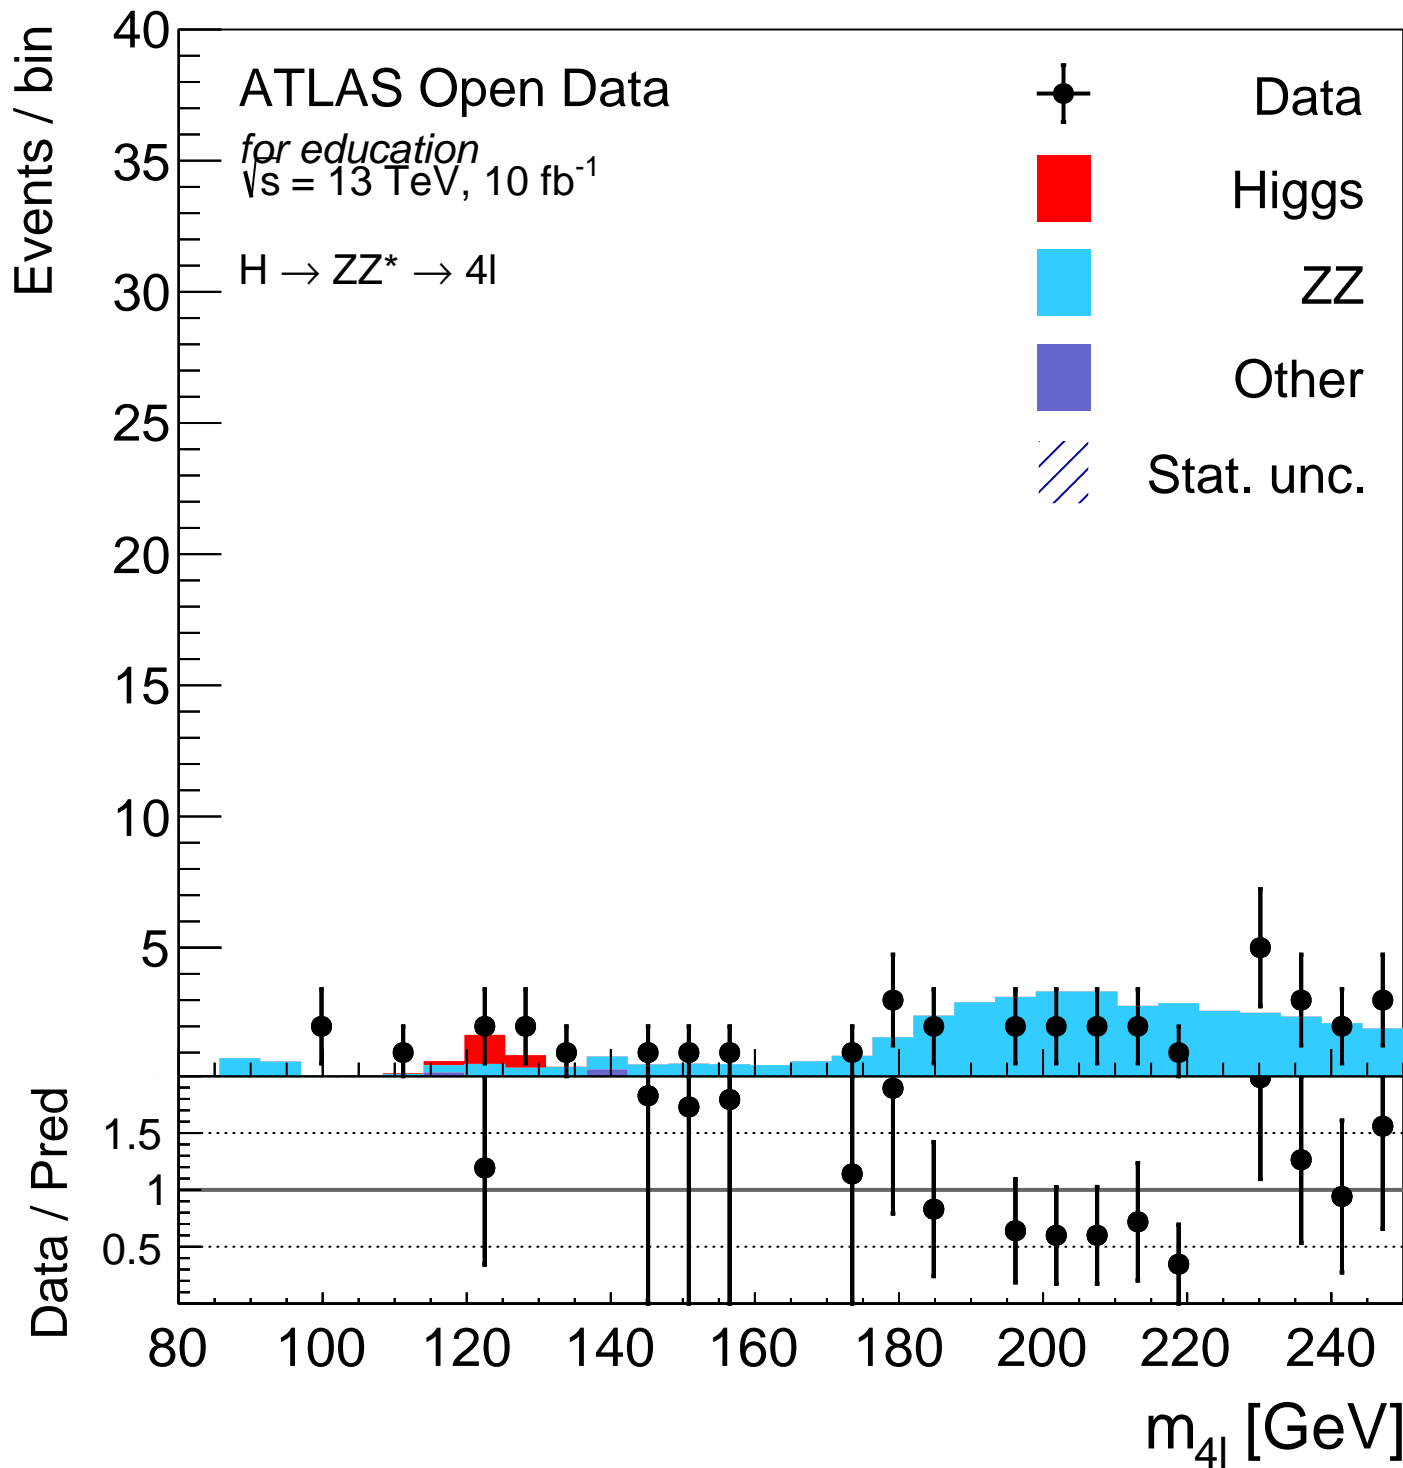 Events / bin
40
35
30
25
20
15
10
5
ATLAS Open Data
for education
√s = 13 TeV, 10 fb⁻¹
H → ZZ* → 4l
Data
Higgs
ZZ
Other
Stat. unc.
Data / Pred
1.5
1
0.5
80 100 120 140 160 180 200 220 240
m₄ₗ [GeV]